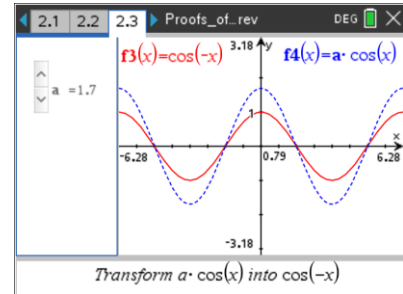 2.1 2.2 2.3 Proofs_of…rev DEG
a =1.7
f3(x)=cos(-x) 3.18 y f4(x)=a· cos(x)
1
x
-6.28 0.79 6.28
-3.18
Transform a· cos(x) into cos(-x)